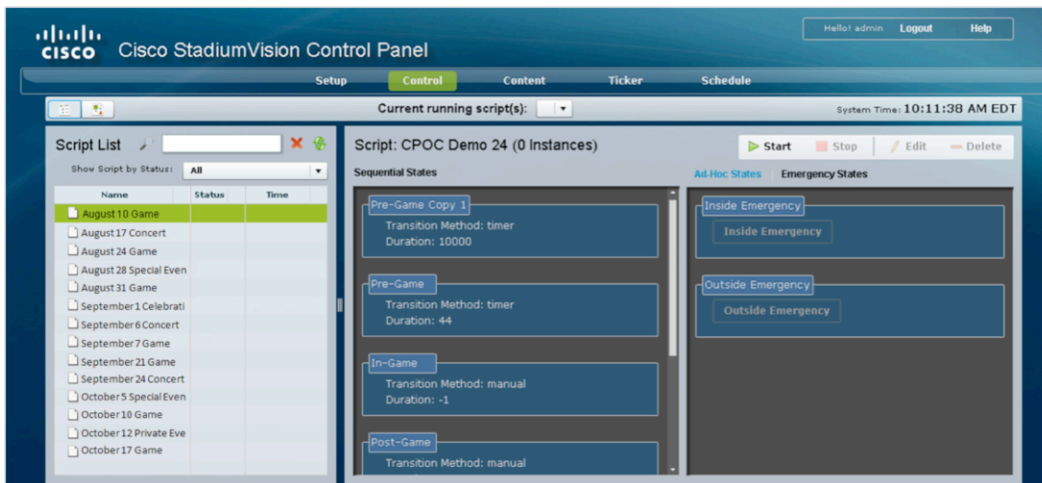 Hello! admin Logout Help
cisco Cisco StadiumVision Control Panel
Setup Control Content Ticker Schedule
Current running script(s): System Time: 10:11:38 AM EDT
Script List
Show Script by Status: All
Name Status Time
August 10 Game
August 17 Concert
August 24 Game
August 28 Special Even
August 31 Game
September 1 Celebrati
September 6 Concert
September 7 Game
September 21 Game
September 24 Concert
October 5 Special Even
October 10 Game
October 12 Private Eve
October 17 Game
Script: CPOC Demo 24 (0 Instances)
Start Stop Edit Delete
Sequential States
Pre-Game Copy 1
Transition Method: timer
Duration: 10000
Pre-Game
Transition Method: timer
Duration: 44
In-Game
Transition Method: manual
Duration: -1
Post-Game
Transition Method: manual
Ad-Hoc States Emergency States
Inside Emergency
Inside Emergency
Outside Emergency
Outside Emergency